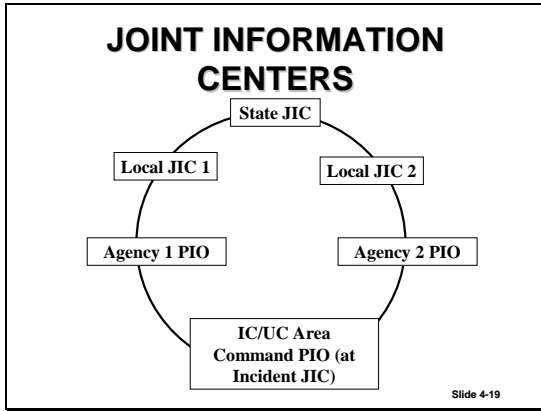 JOINT INFORMATION
CENTERS
State JIC
Local JIC 1
Local JIC 2
Agency 1 PIO
Agency 2 PIO
IC/UC Area
Command PIO (at
Incident JIC)
Slide 4-19